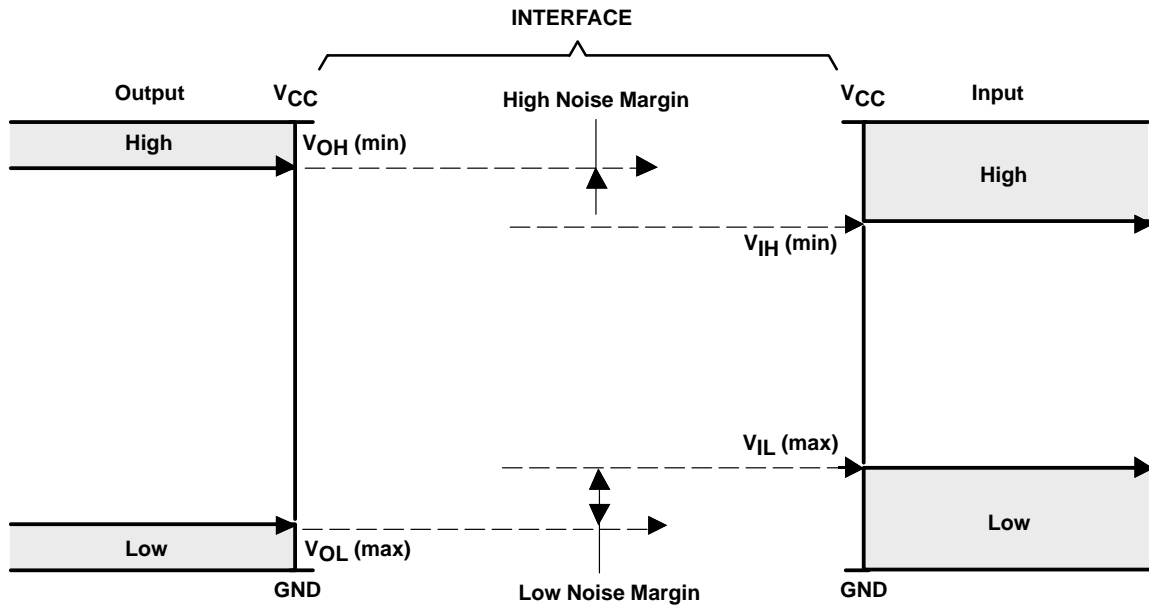 INTERFACE
Output
VCC
High Noise Margin
VCC
Input
High
VOH (min)
High
VIH (min)
VIL (max)
Low
Low
VOL (max)
GND
Low Noise Margin
GND